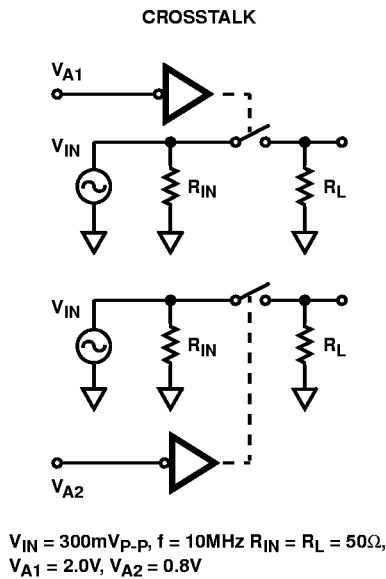 CROSSTALK
VA1
VIN
RIN
RL
VIN
RIN
RL
VA2
VIN = 300mVP-P, f = 10MHz RIN = RL = 50Ω,
VA1 = 2.0V, VA2 = 0.8V